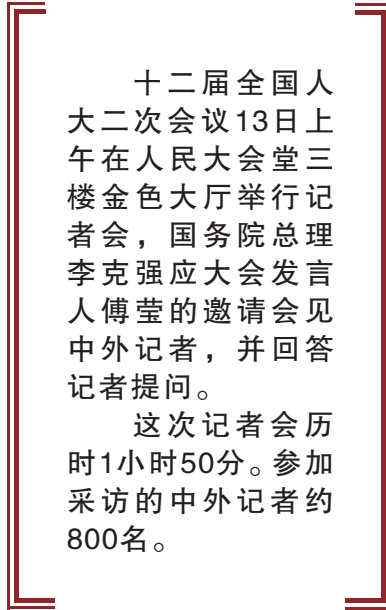 十二届全国人
大二次会议13日上
午在人民大会堂三
楼金色大厅举行记
者会，国务院总理
李克强应大会发言
人傅莹的邀请会见
中外记者，并回答
记者提问。
这次记者会历
时1小时50分。参加
采访的中外记者约
800名。